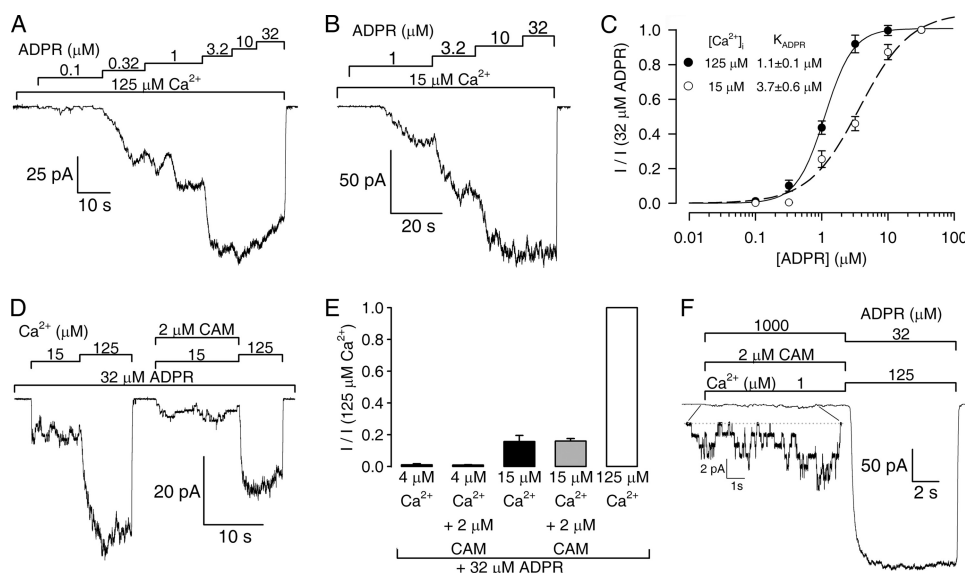 A
ADPR (μM)
0.1
0.32
1
3.2
10
32
125 μM Ca²⁺
25 pA
10 s
B
ADPR (μM)
1
3.2
10
32
15 μM Ca²⁺
50 pA
20 s
C
[Ca²⁺]i KADPR
125 μM 1.1±0.1 μM
15 μM 3.7±0.6 μM
I / I (32 μM ADPR)
1.0
0.8
0.6
0.4
0.2
0.0
0.01 0.1 1 10 100
[ADPR] (μM)
D
Ca²⁺ (μM)
15
125
2 μM CAM
15
125
32 μM ADPR
20 pA
10 s
E
I / I (125 μM Ca²⁺)
1.0
0.8
0.6
0.4
0.2
0.0
4 μM 4 μM 15 μM 15 μM 125 μM
Ca²⁺ Ca²⁺ Ca²⁺ Ca²⁺ Ca²⁺
+ 2 μM + 2 μM
CAM CAM
+ 32 μM ADPR
F
ADPR (μM)
1000
32
2 μM CAM
Ca²⁺ (μM) 1
125
2 pA
1s
50 pA
2 s